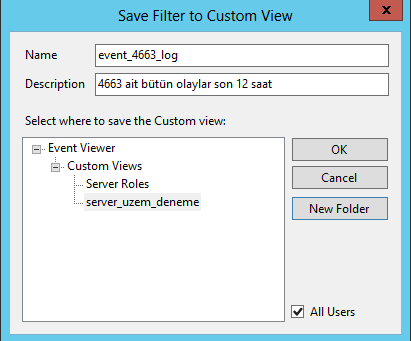 Save Filter to Custom View
x
Name
event_4663_log
Description
4663 ait bütün olaylar son 12 saat
Select where to save the Custom view:
Event Viewer
Custom Views
Server Roles
server_uzem_deneme
OK
Cancel
New Folder
All Users